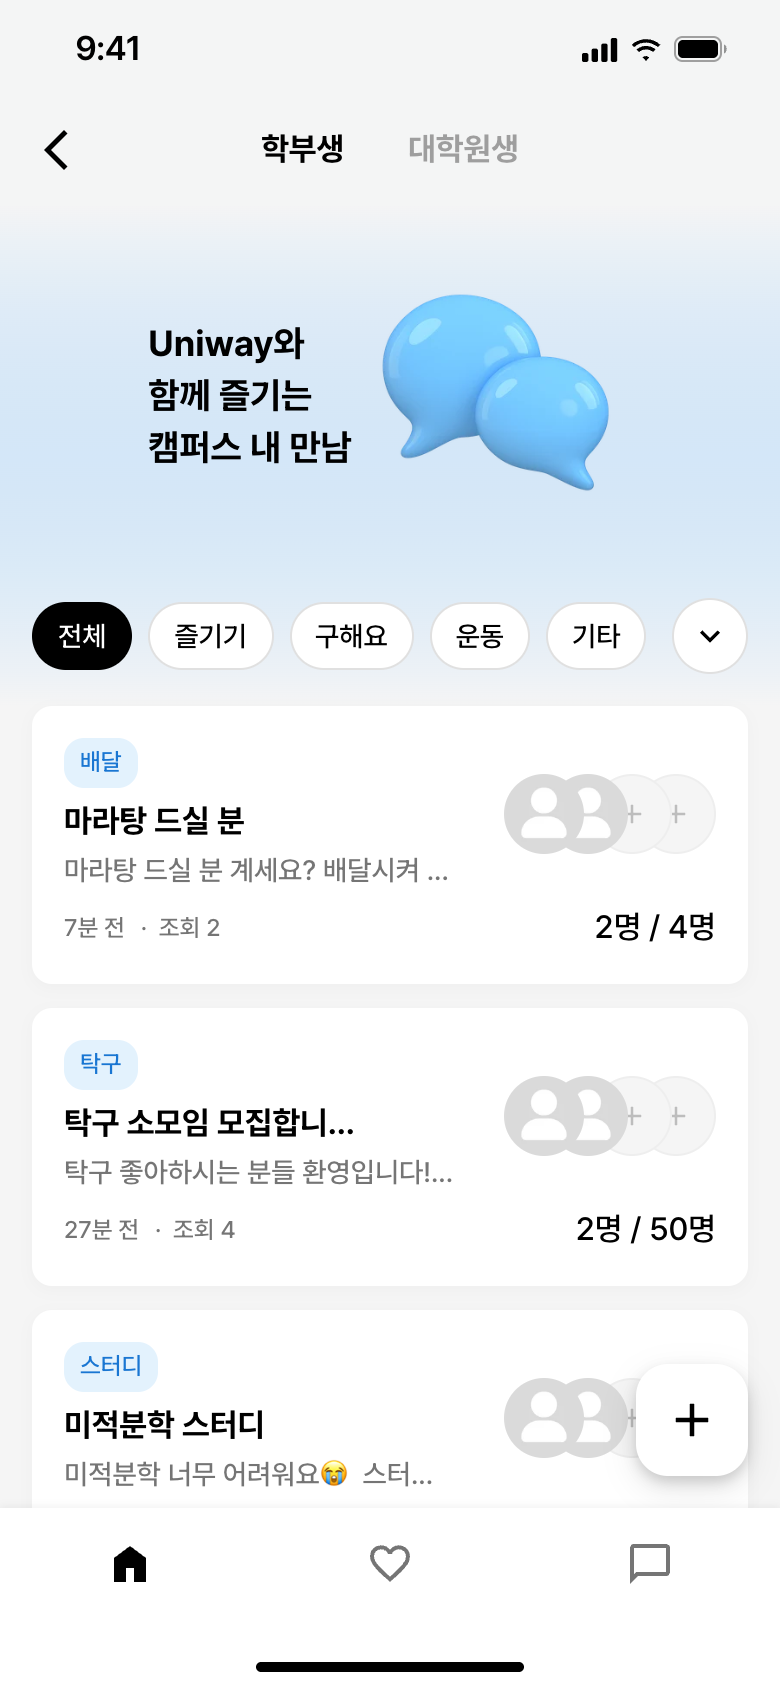 9:41
학부생 대학원생
Uniway와
함께 즐기는
캠퍼스 내 만남
전체 즐기기 구해요 운동 기타
배달
마라탕 드실 분
마라탕 드실 분 계세요? 배달시켜 ...
7분 전 · 조회 2
2명 / 4명
탁구
탁구 소모임 모집합니...
탁구 좋아하시는 분들 환영입니다!...
27분 전 · 조회 4
2명 / 50명
스터디
미적분학 스터디
미적분학 너무 어려워요😭 스터...